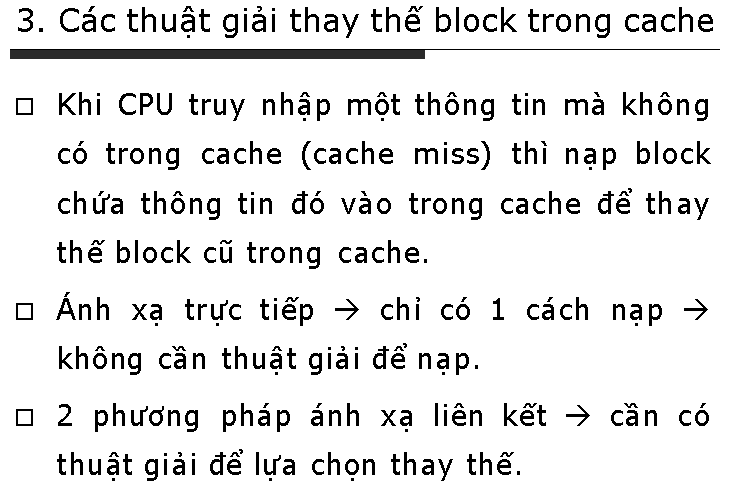 3. Các thuật giải thay thế block trong cache
□ Khi CPU truy nhập một thông tin mà không
có trong cache (cache miss) thì nạp block
chứa thông tin đó vào trong cache để thay
thế block cũ trong cache.
□ Ánh xạ trực tiếp → chỉ có 1 cách nạp →
không cần thuật giải để nạp.
□ 2 phương pháp ánh xạ liên kết → cần có
thuật giải để lựa chọn thay thế.